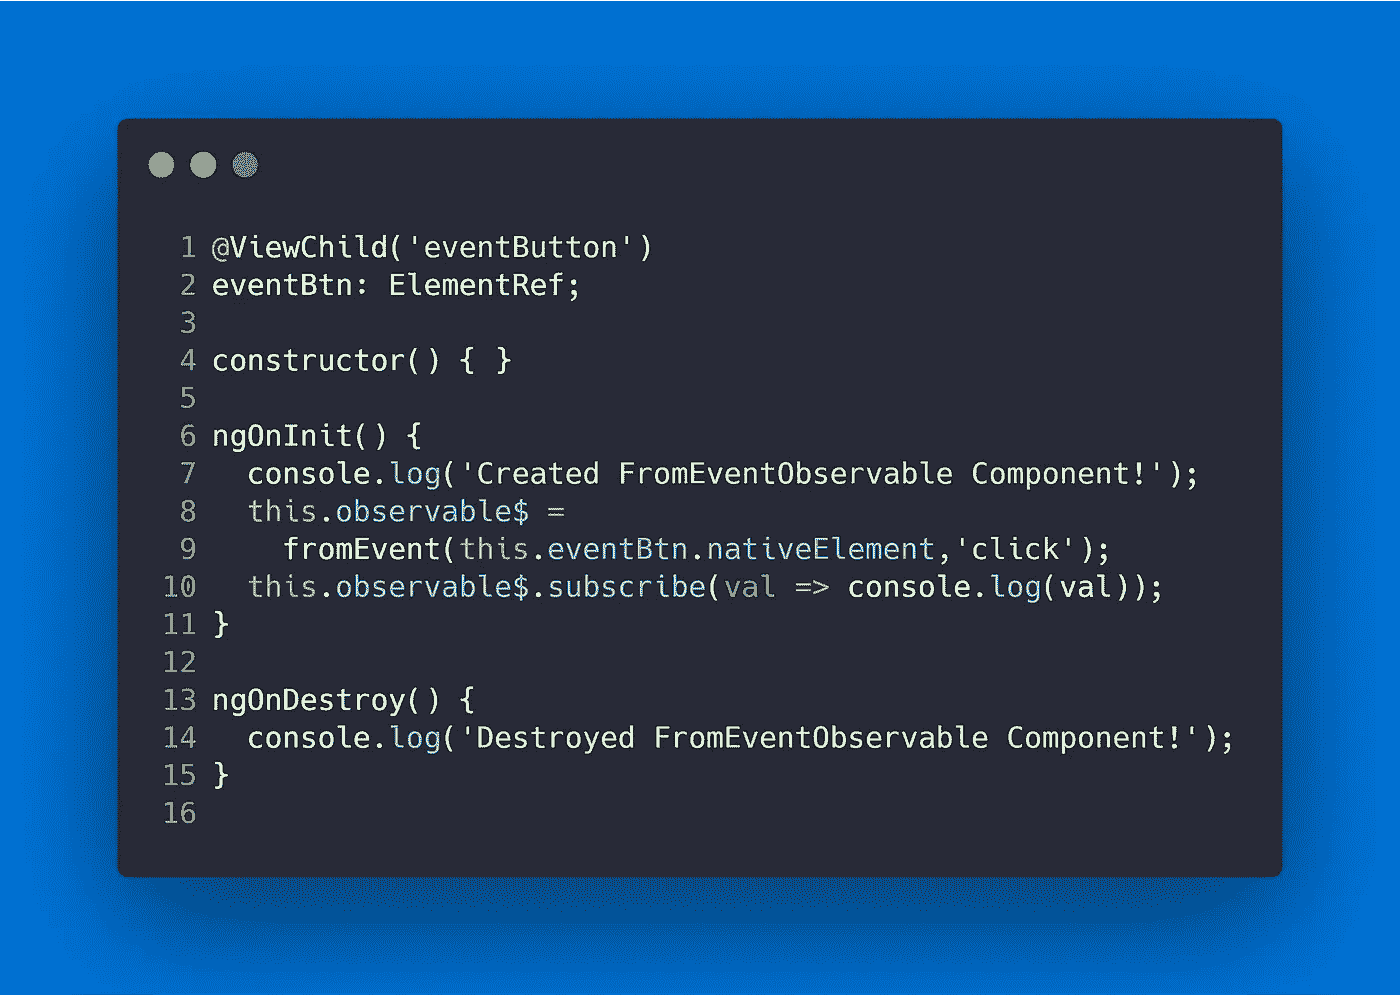 1 @ViewChild('eventButton')
2 eventBtn: ElementRef;
3
4 constructor() { }
5
6 ngOnInit() {
7   console.log('Created FromEventObservable Component!');
8   this.observable$ =
9     fromEvent(this.eventBtn.nativeElement,'click');
10   this.observable$.subscribe(val => console.log(val));
11 }
12
13 ngOnDestroy() {
14   console.log('Destroyed FromEventObservable Component!');
15 }
16